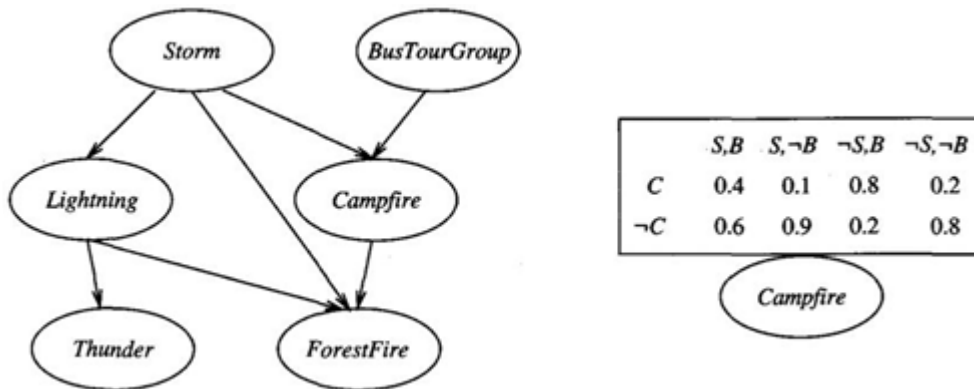 Storm
BusTourGroup
Lightning
Campfire
Thunder
ForestFire
S,B S,¬B ¬S,B ¬S,¬B
C 0.4 0.1 0.8 0.2
¬C 0.6 0.9 0.2 0.8
Campfire